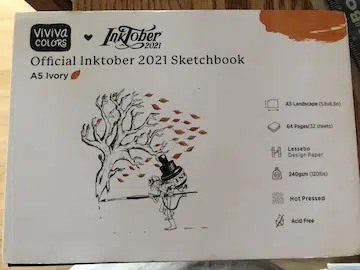 ViViVA
COLORS
INKTOBER
2021
Official Inktober 2021 Sketchbook
A5 Ivory
A5 Landscape (5.8x8.3in)
64 Pages(32 sheets)
Lessebo
Design Paper
240gsm (120lbs)
Hot Pressed
Acid Free